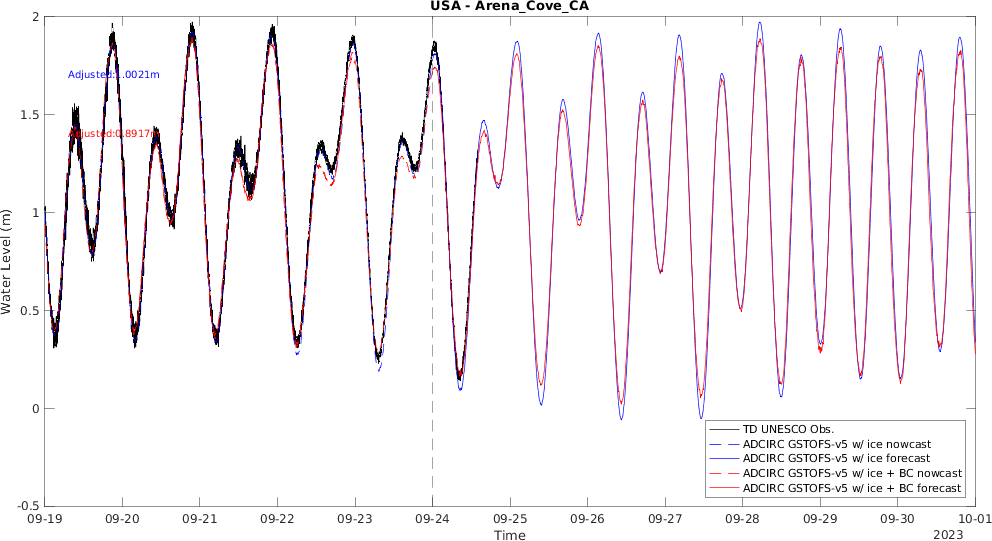 USA - Arena_Cove_CA
2
1.5
1
0.5
0
-0.5
Water Level (m)
Adjusted:1.0021m
Adjusted:0.8917m
TD UNESCO Obs.
ADCIRC GSTOFS-v5 w/ ice nowcast
ADCIRC GSTOFS-v5 w/ ice forecast
ADCIRC GSTOFS-v5 w/ ice + BC nowcast
ADCIRC GSTOFS-v5 w/ ice + BC forecast
09-19 09-20 09-21 09-22 09-23 09-24 09-25 09-26 09-27 09-28 09-29 09-30 10-01
Time
2023